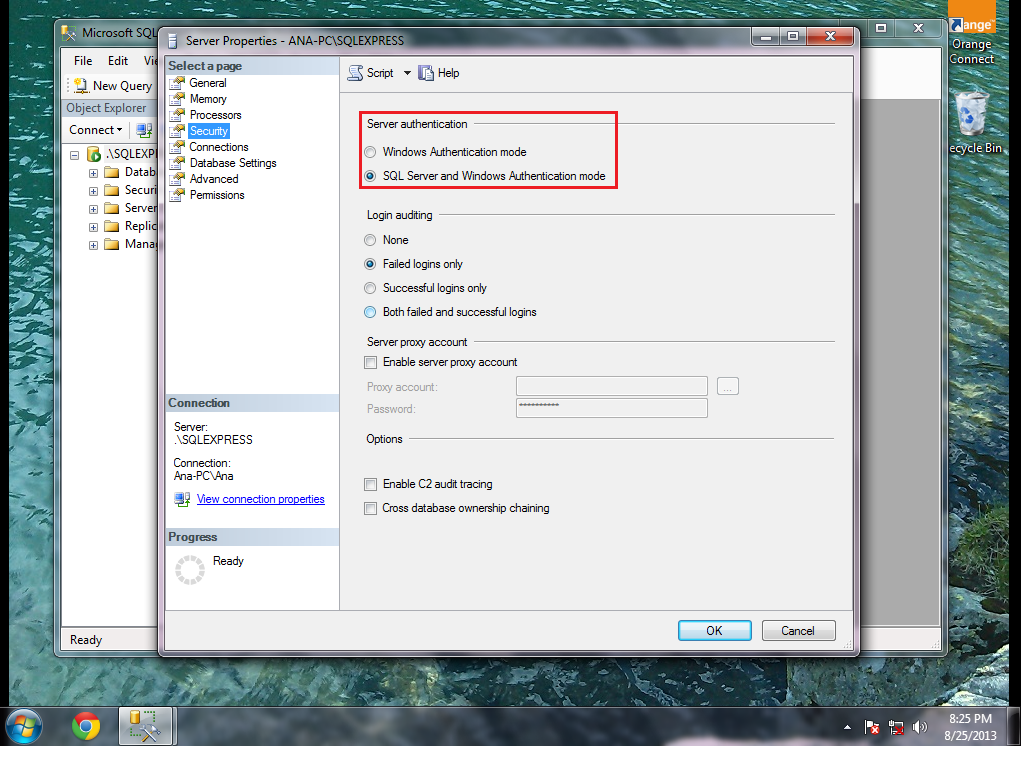 Microsoft SQL
File Edit
New Query
Object Explorer
Connect
.\SQLEXP
Datab
Securi
Server
Replic
Mana
Ready
Server Properties - ANA-PC\SQLEXPRESS
Select a page
General
Memory
Processors
Security
Connections
Database Settings
Advanced
Permissions
Connection
Server:
.\SQLEXPRESS
Connection:
Ana-PC\Ana
View connection properties
Progress
Ready
Script Help
Server authentication
Windows Authentication mode
SQL Server and Windows Authentication mode
Login auditing
None
Failed logins only
Successful logins only
Both failed and successful logins
Server proxy account
Enable server proxy account
Proxy account: ...
Password: **********
Options
Enable C2 audit tracing
Cross database ownership chaining
OK Cancel
ange™
Orange
Connect
ecycle Bin
8:25 PM
8/25/2013